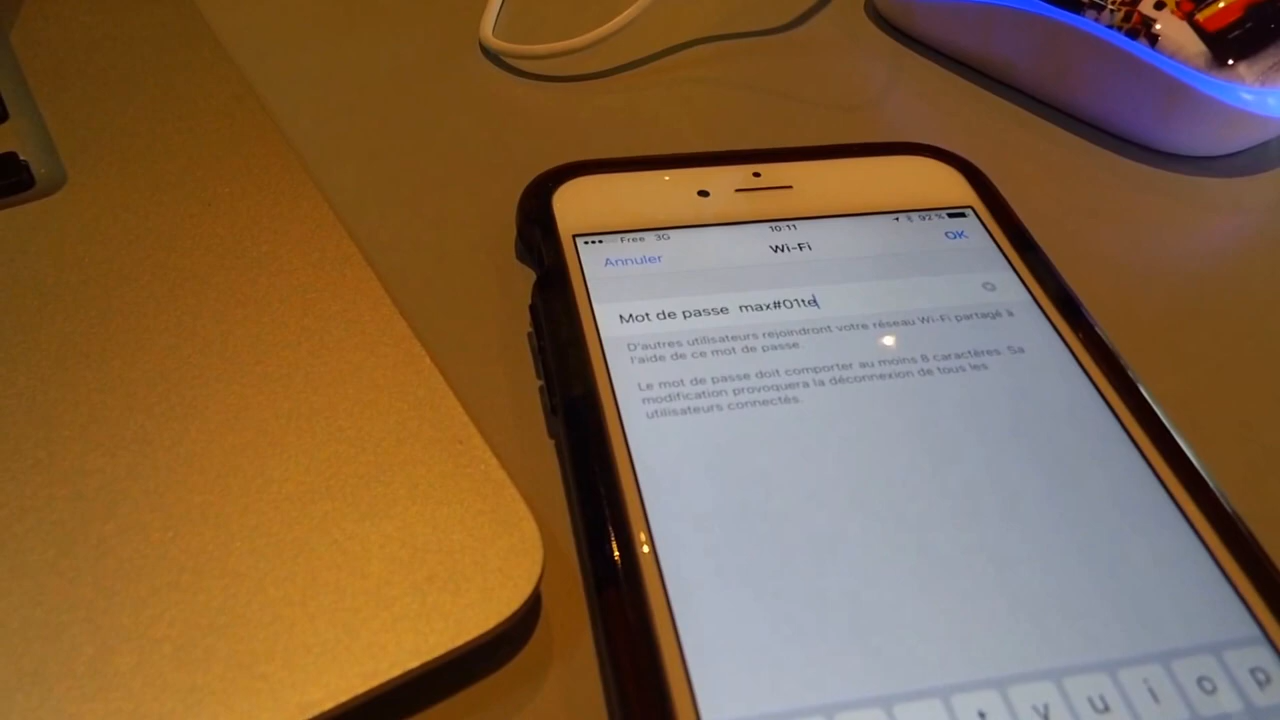 Free 3G 10:11 92 %
Annuler Wi-Fi OK
Mot de passe max#01te
D'autres utilisateurs rejoindront votre réseau Wi-Fi partagé à
l'aide de ce mot de passe.
Le mot de passe doit comporter au moins 8 caractères. Sa
modification provoquera la déconnexion de tous les
utilisateurs connectés.
t y u i o p